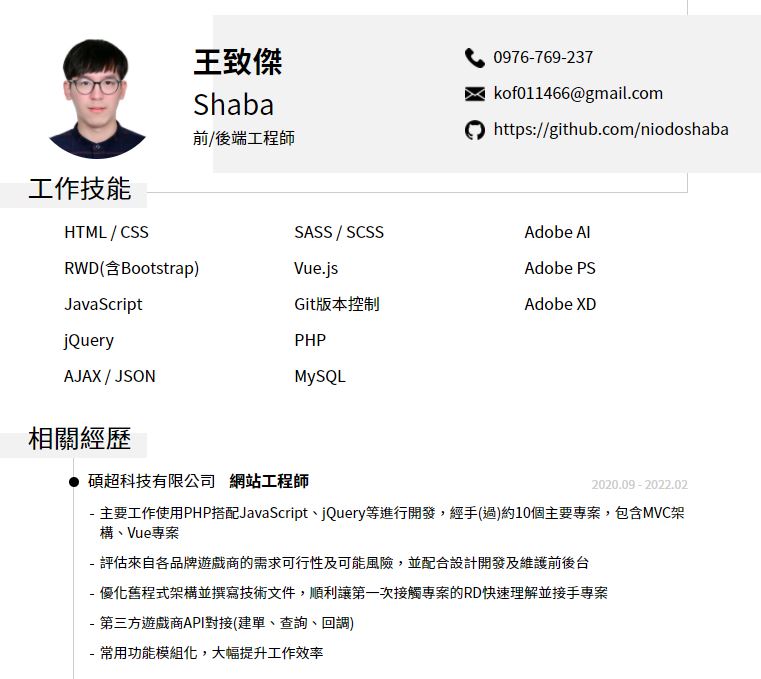 王致傑
Shaba
前/後端工程師
0976-769-237
kof011466@gmail.com
https://github.com/niodoshaba
工作技能
HTML / CSS
RWD(含Bootstrap)
JavaScript
jQuery
AJAX / JSON
SASS / SCSS
Vue.js
Git版本控制
PHP
MySQL
Adobe AI
Adobe PS
Adobe XD
相關經歷
碩超科技有限公司 網站工程師 2020.09 - 2022.02
- 主要工作使用PHP搭配JavaScript、jQuery等進行開發，經手(過)約10個主要專案，包含MVC架
構、Vue專案
- 評估來自各品牌遊戲商的需求可行性及可能風險，並配合設計開發及維護前後台
- 優化舊程式架構並撰寫技術文件，順利讓第一次接觸專案的RD快速理解並接手專案
- 第三方遊戲商API對接(建單、查詢、回調)
- 常用功能模組化，大幅提升工作效率